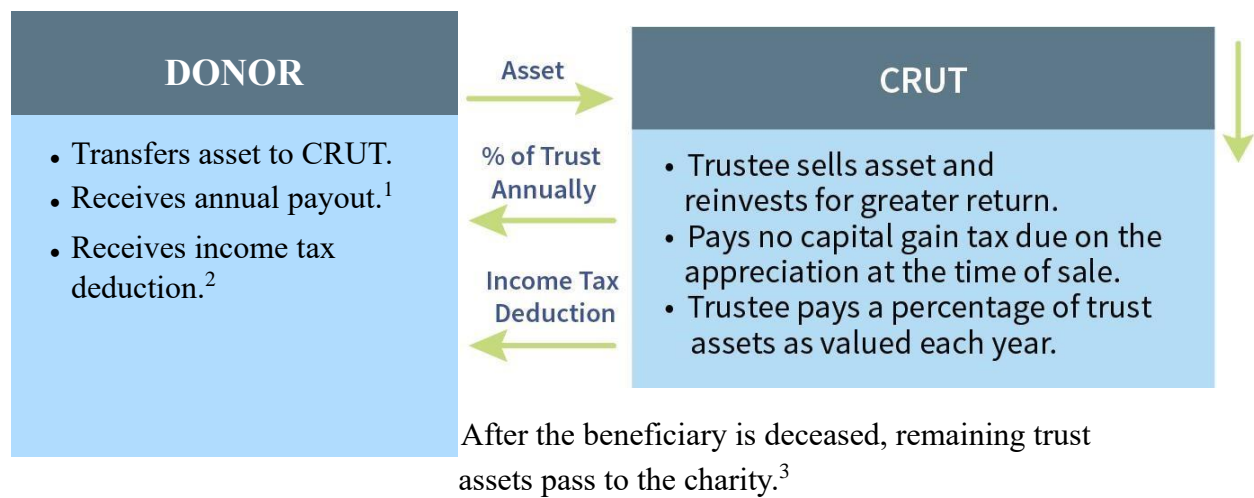 DONOR
• Transfers asset to CRUT.
• Receives annual payout.¹
• Receives income tax
deduction.²
Asset
% of Trust
Annually
Income Tax
Deduction
CRUT
• Trustee sells asset and
reinvests for greater return.
• Pays no capital gain tax due on the
appreciation at the time of sale.
• Trustee pays a percentage of trust
assets as valued each year.
After the beneficiary is deceased, remaining trust
assets pass to the charity.³